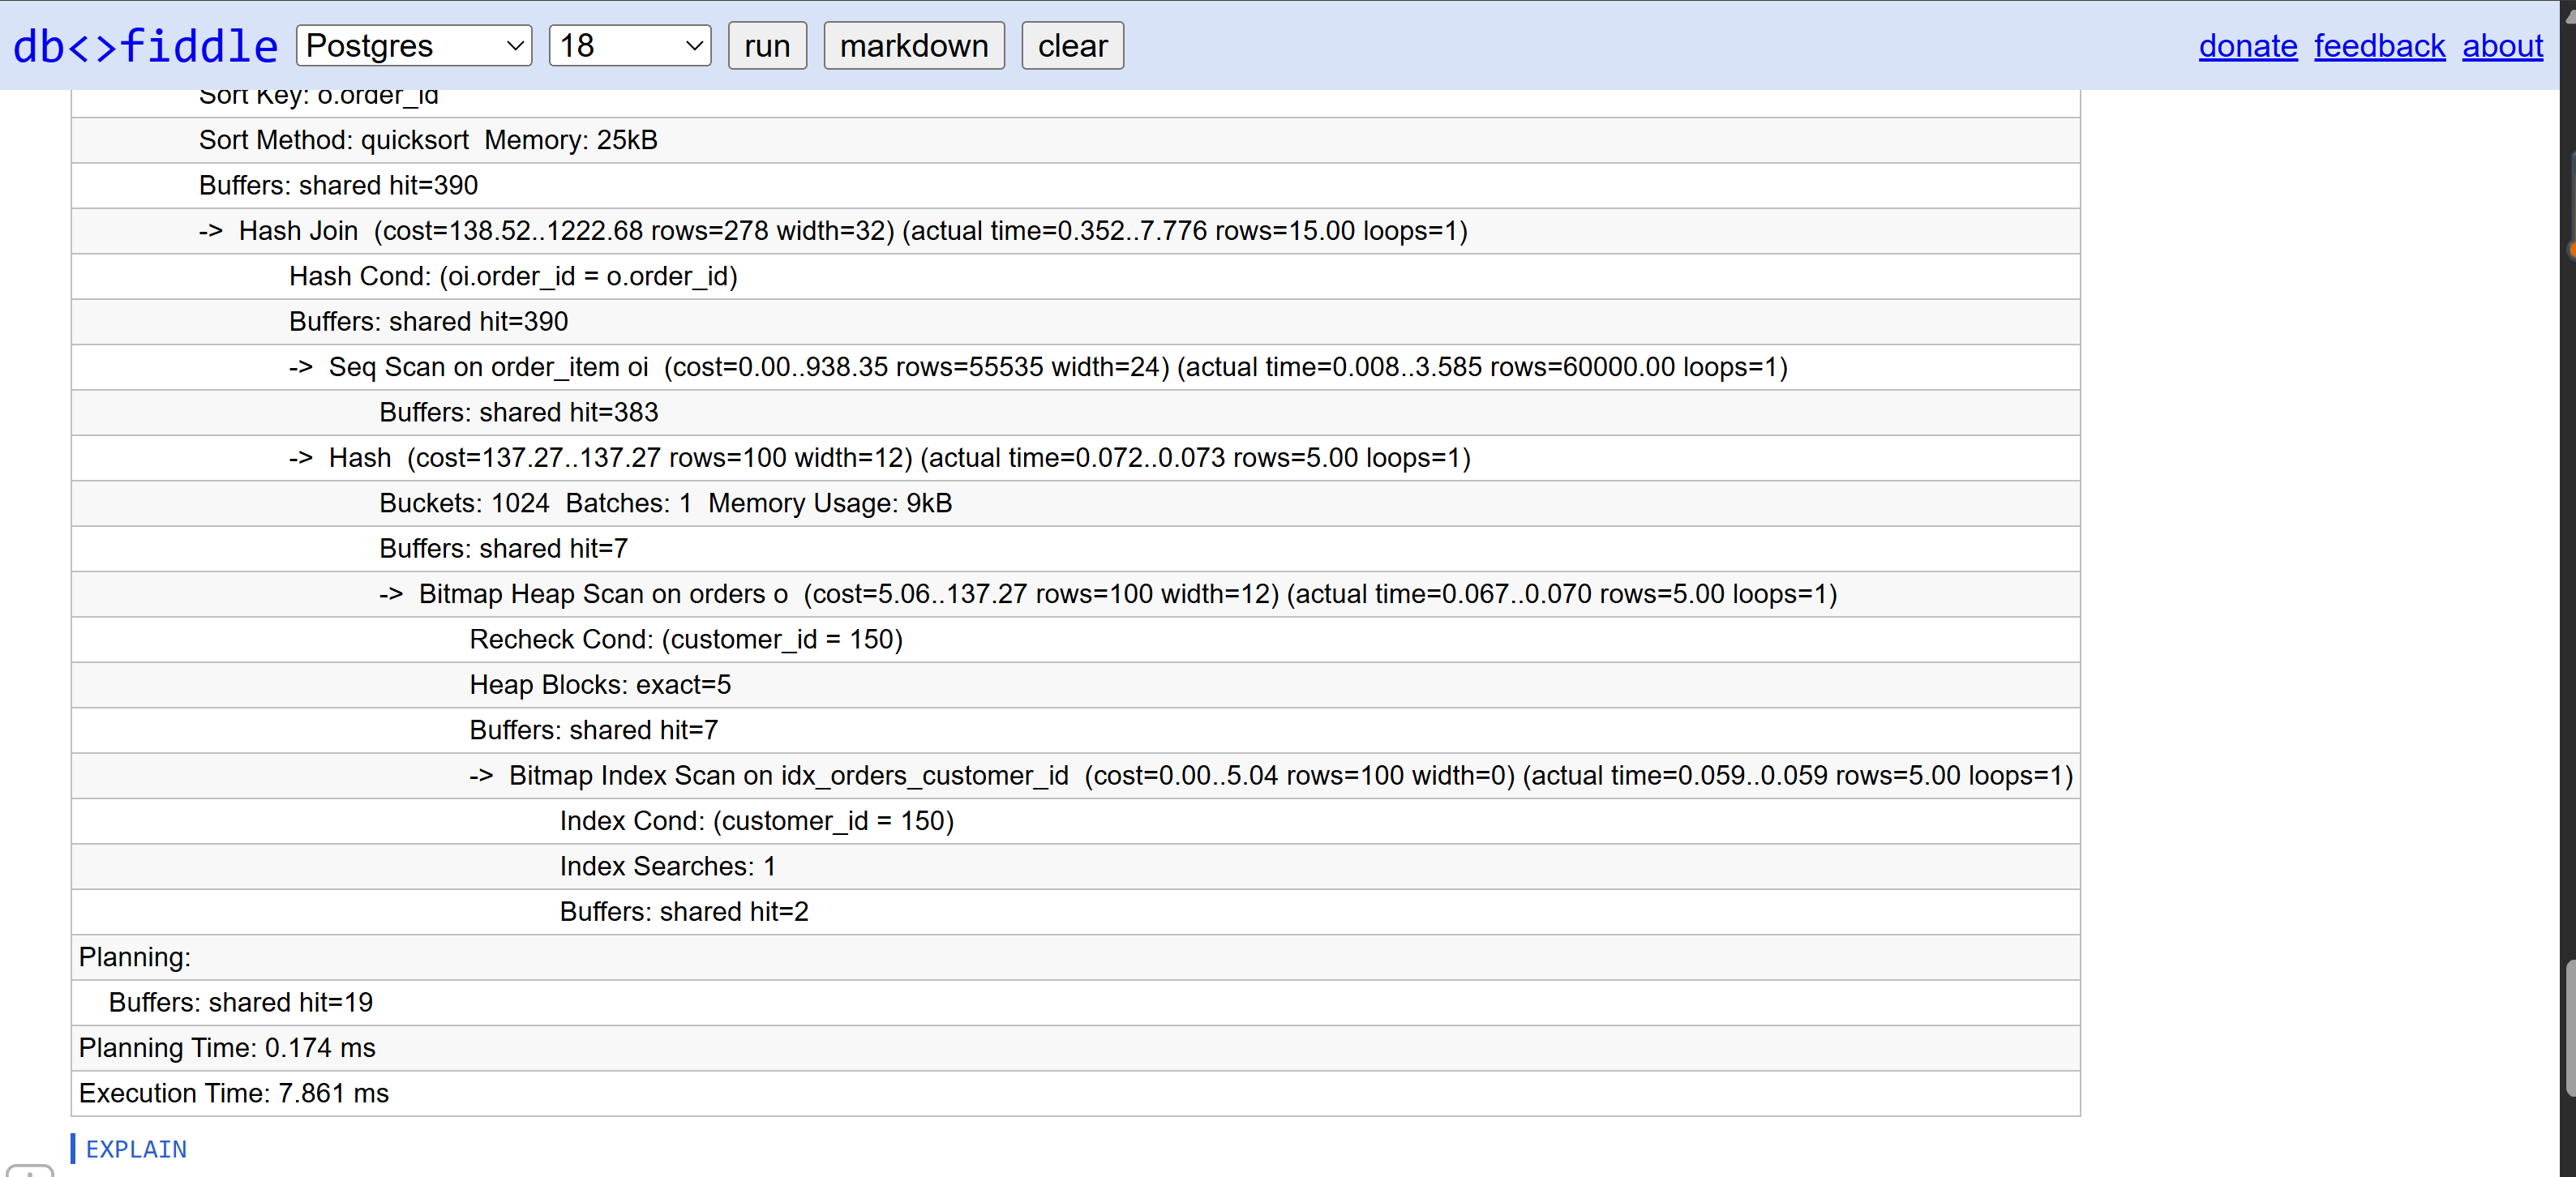 db<>fiddle Postgres 18 run markdown clear donate feedback about
Sort Key: o.order_id
Sort Method: quicksort  Memory: 25kB
Buffers: shared hit=390
->  Hash Join  (cost=138.52..1222.68 rows=278 width=32) (actual time=0.352..7.776 rows=15.00 loops=1)
Hash Cond: (oi.order_id = o.order_id)
Buffers: shared hit=390
->  Seq Scan on order_item oi  (cost=0.00..938.35 rows=55535 width=24) (actual time=0.008..3.585 rows=60000.00 loops=1)
Buffers: shared hit=383
->  Hash  (cost=137.27..137.27 rows=100 width=12) (actual time=0.072..0.073 rows=5.00 loops=1)
Buckets: 1024  Batches: 1  Memory Usage: 9kB
Buffers: shared hit=7
->  Bitmap Heap Scan on orders o  (cost=5.06..137.27 rows=100 width=12) (actual time=0.067..0.070 rows=5.00 loops=1)
Recheck Cond: (customer_id = 150)
Heap Blocks: exact=5
Buffers: shared hit=7
->  Bitmap Index Scan on idx_orders_customer_id  (cost=0.00..5.04 rows=100 width=0) (actual time=0.059..0.059 rows=5.00 loops=1)
Index Cond: (customer_id = 150)
Index Searches: 1
Buffers: shared hit=2
Planning:
Buffers: shared hit=19
Planning Time: 0.174 ms
Execution Time: 7.861 ms
EXPLAIN